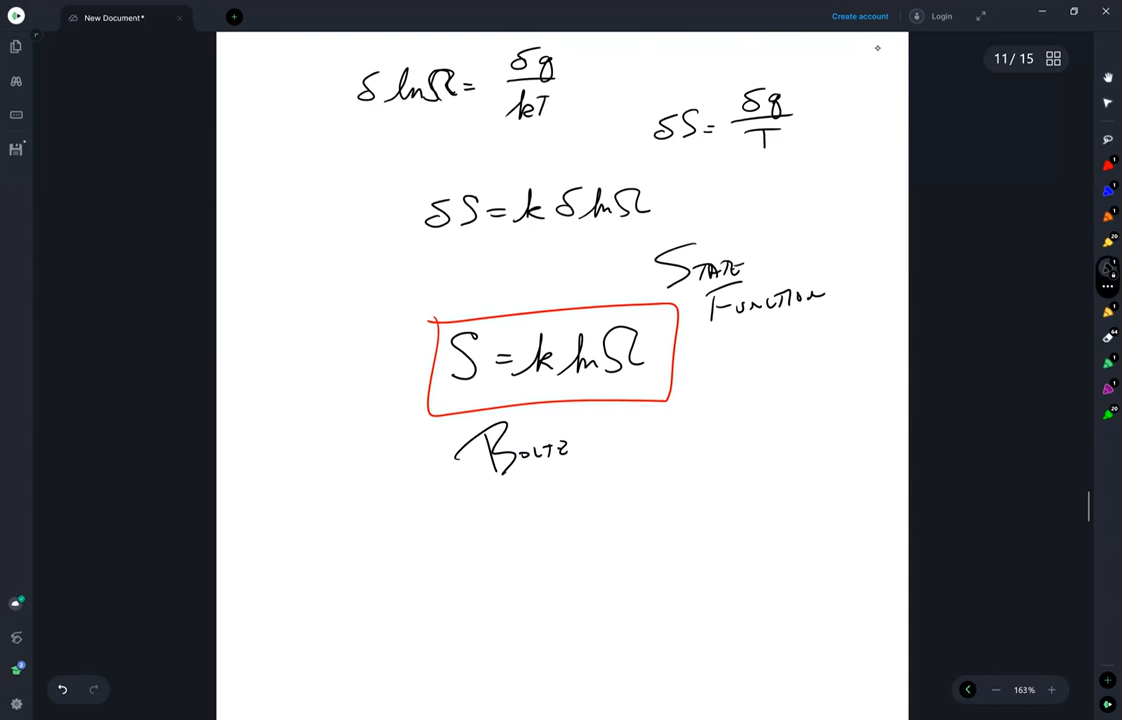 New Document*
Create account
Login
11 / 15
δ lnΩ = δq / kT
δS = δq / T
δS = k δ lnΩ
STATE
FUNCTION
S = k lnΩ
BOLTZ
163%